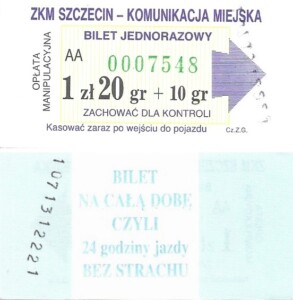 ZKM SZCZECIN – KOMUNIKACJA MIEJSKA
OPŁATA
MANIPULACYJNA
BILET JEDNORAZOWY
AA 0007548
1 zł 20 gr + 10 gr
ZACHOWAĆ DLA KONTROLI
Kasować zaraz po wejściu do pojazdu
Cz.Z.G.
1071312221
BILET
NA CAŁĄ DOBĘ
CZYLI
24 godziny jazdy
BEZ STRACHU